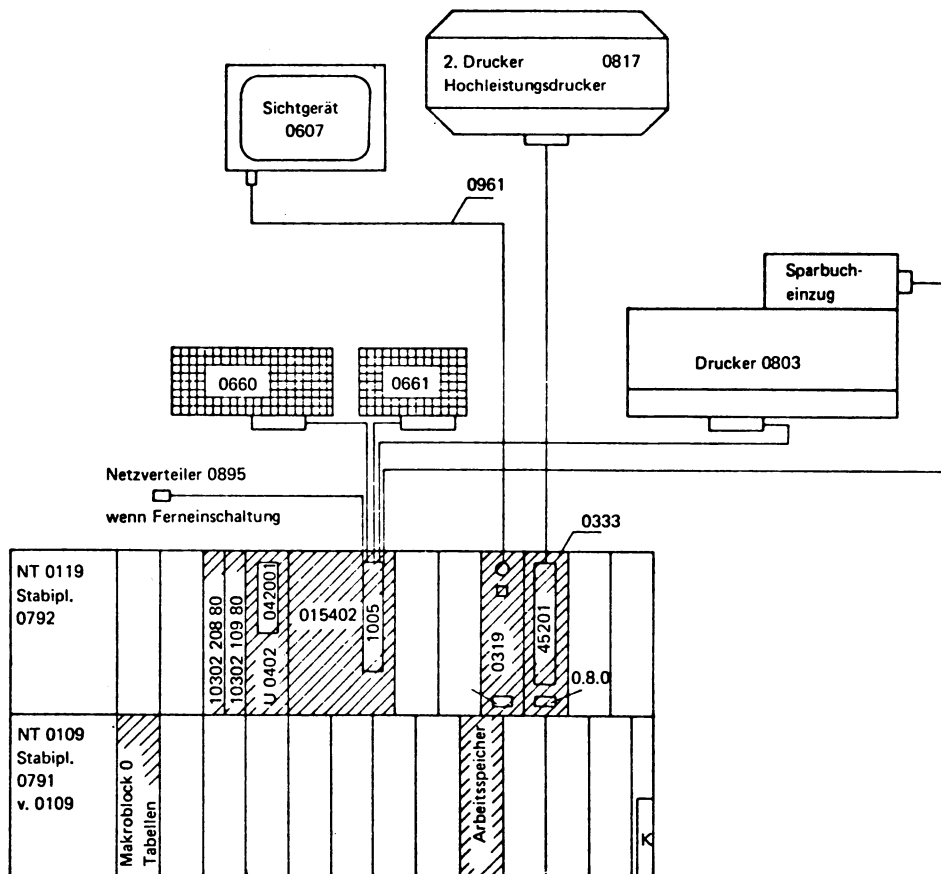 2. Drucker 0817
Hochleistungsdrucker
Sichtgerät
0607
0961
Sparbuch-
einzug
Drucker 0803
0660
0661
Netzverteiler 0895
wenn Ferneinschaltung
0333
NT 0119
Stabipl.
0792
10302 208 80
10302 109 80
U 0402
042001
015402
1005
0319
45201
0.8.0
NT 0109
Stabipl.
0791
v. 0109
Makroblock 0
Tabellen
Arbeitsspeicher
K